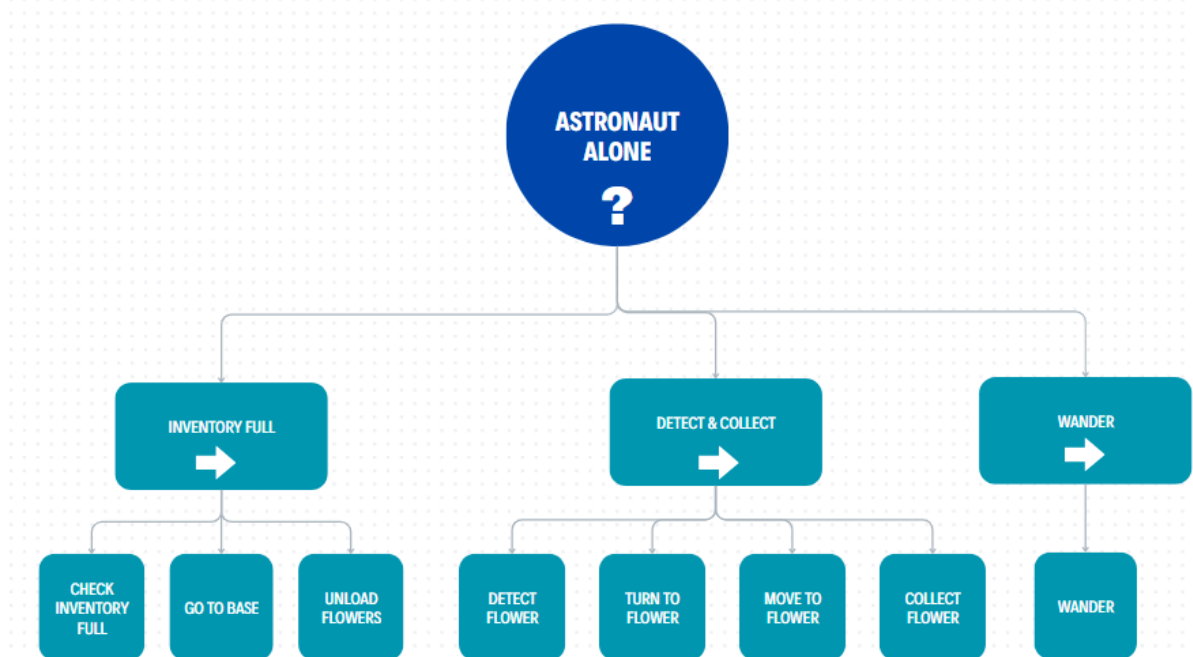 ASTRONAUT
ALONE
?
INVENTORY FULL
DETECT & COLLECT
WANDER
CHECK
INVENTORY
FULL
GO TO BASE
UNLOAD
FLOWERS
DETECT
FLOWER
TURN TO
FLOWER
MOVE TO
FLOWER
COLLECT
FLOWER
WANDER